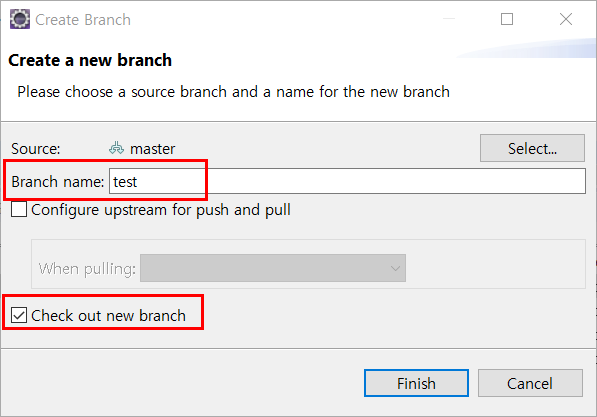 Create Branch
Create a new branch
Please choose a source branch and a name for the new branch
Source: master Select...
Branch name: test
Configure upstream for push and pull
When pulling:
Check out new branch
Finish Cancel